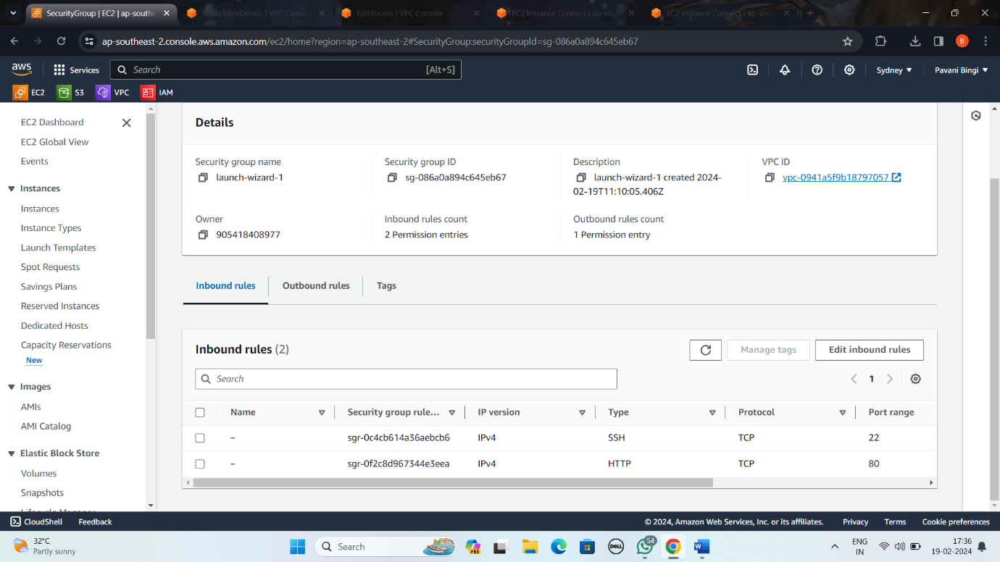 SecurityGroup | EC2 | ap-southe
RouteTableDetails | VPC Conso
EditRoutes | VPC Console
EC2 Instance Connect | ap-sou
EC2 Instance Connect | ap-sout
ap-southeast-2.console.aws.amazon.com/ec2/home?region=ap-southeast-2#SecurityGroup:securityGroupId=sg-086a0a894c645eb67
B
aws
Services
Search
[Alt+S]
Sydney
Pavani Bingi
EC2
S3
VPC
IAM
EC2 Dashboard
EC2 Global View
Events
Instances
Instances
Instance Types
Launch Templates
Spot Requests
Savings Plans
Reserved Instances
Dedicated Hosts
Capacity Reservations
New
Images
AMIs
AMI Catalog
Elastic Block Store
Volumes
Snapshots
Lifecycle Manager
Details
Security group name
launch-wizard-1
Security group ID
sg-086a0a894c645eb67
Description
launch-wizard-1 created 2024-
02-19T11:10:05.406Z
VPC ID
vpc-0941a5f9b18797057
Owner
905418408977
Inbound rules count
2 Permission entries
Outbound rules count
1 Permission entry
Inbound rules
Outbound rules
Tags
Inbound rules (2)
Manage tags
Edit inbound rules
Search
1
Name Security group rule... IP version Type Protocol Port range
– sgr-0c4cb614a36aebcb6 IPv4 SSH TCP 22
– sgr-0f2c8d967344e3eea IPv4 HTTP TCP 80
CloudShell
Feedback
© 2024, Amazon Web Services, Inc. or its affiliates.
Privacy
Terms
Cookie preferences
32°C
Partly sunny
Search
PRE
DELL
54
ENG
IN
17:36
19-02-2024